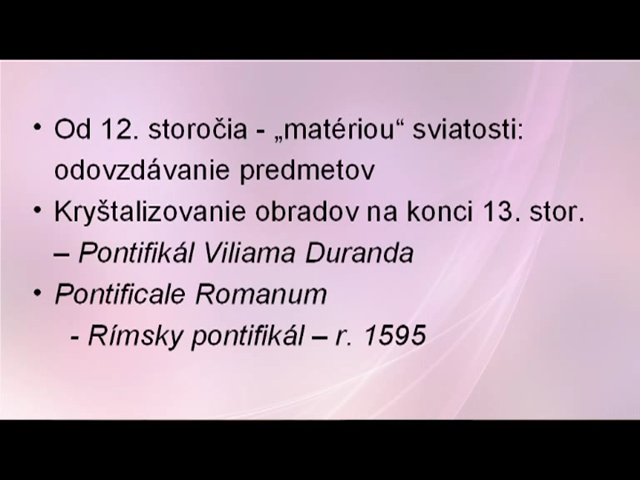 • Od 12. storočia - „matériou“ sviatosti:
odovzdávanie predmetov
• Kryštalizovanie obradov na konci 13. stor.
– Pontifikál Viliama Duranda
• Pontificale Romanum
- Rímsky pontifikál – r. 1595